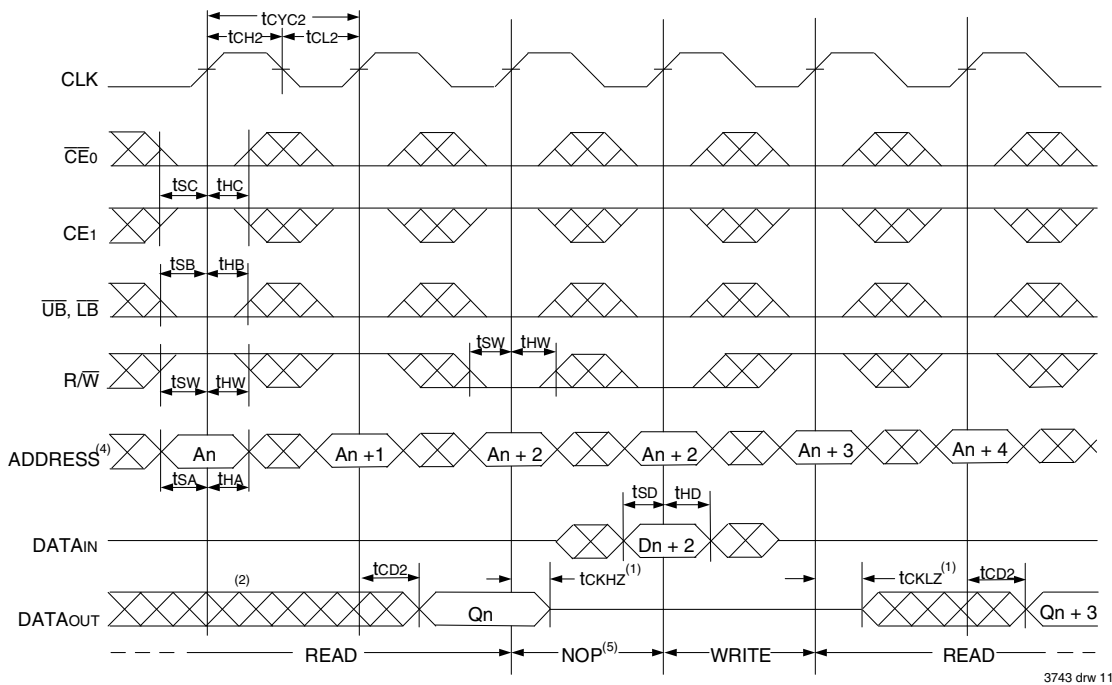 tCYC2
tCH2 tCL2
CLK
CE0
tSC tHC
CE1
tSB tHB
UB, LB
tSW tHW
R/W
tSW tHW
ADDRESS(4) An An +1 An + 2 An + 2 An + 3 An + 4
tSA tHA
tSD tHD
DATAIN Dn + 2
(2) tCD2 tCKHZ(1) tCKLZ(1) tCD2
DATAOUT Qn Qn + 3
READ NOP(5) WRITE READ
3743 drw 11